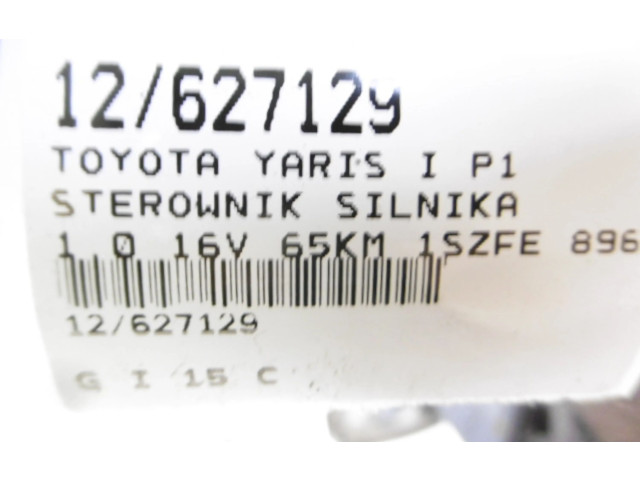 12/627129
TOYOTA YARIS I P1
STEROWNIK SILNIKA
1 0 16V 65KM 1SZFE 896
12/627129
G I 15 C